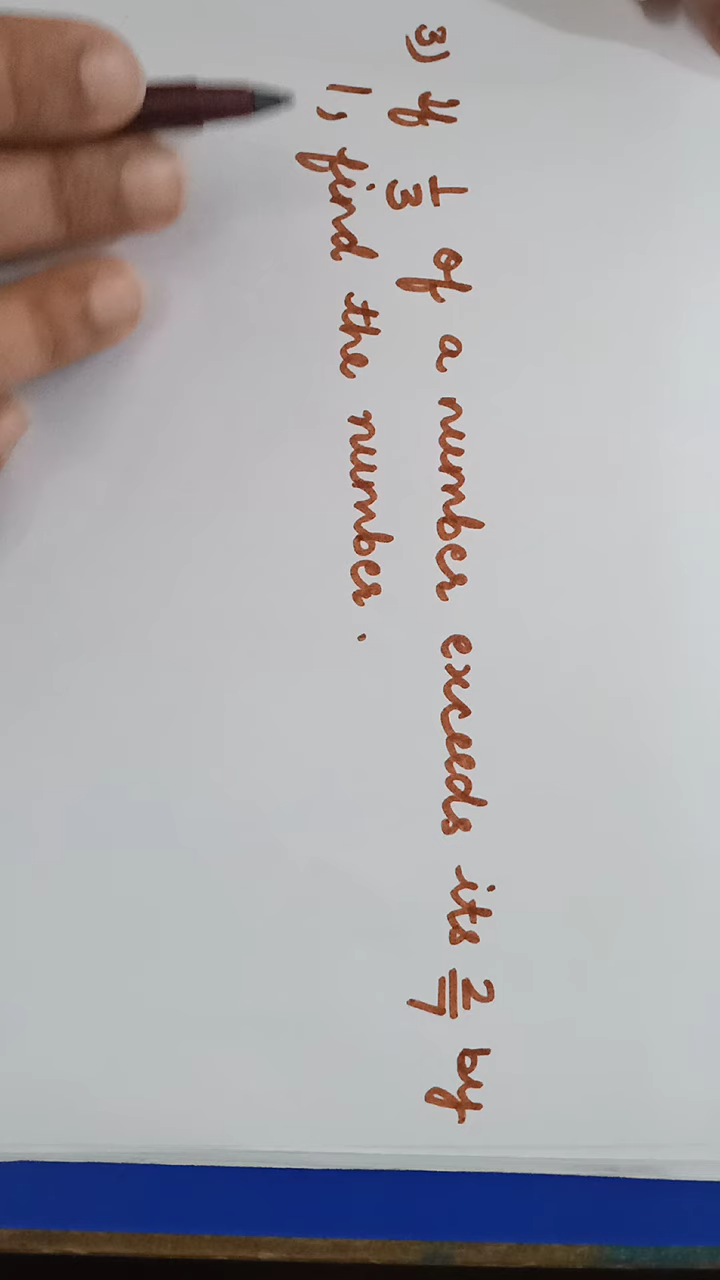 3) If 1/3 of a number exceeds its 2/7 by
1, find the number.